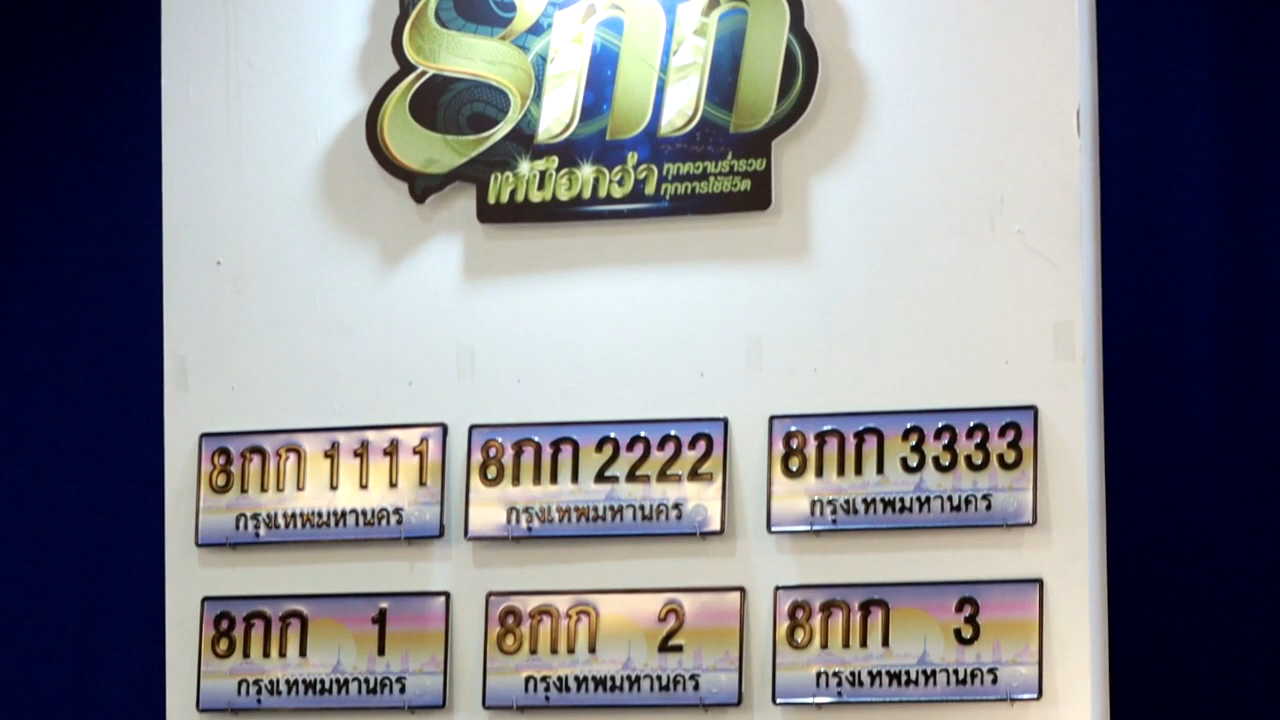 8กก
เหนือกว่า ทุกความร่ำรวย
ทุกการใช้ชีวิต
8กก 1111
กรุงเทพมหานคร
8กก 2222
กรุงเทพมหานคร
8กก 3333
กรุงเทพมหานคร
8กก 1
กรุงเทพมหานคร
8กก 2
กรุงเทพมหานคร
8กก 3
กรุงเทพมหานคร